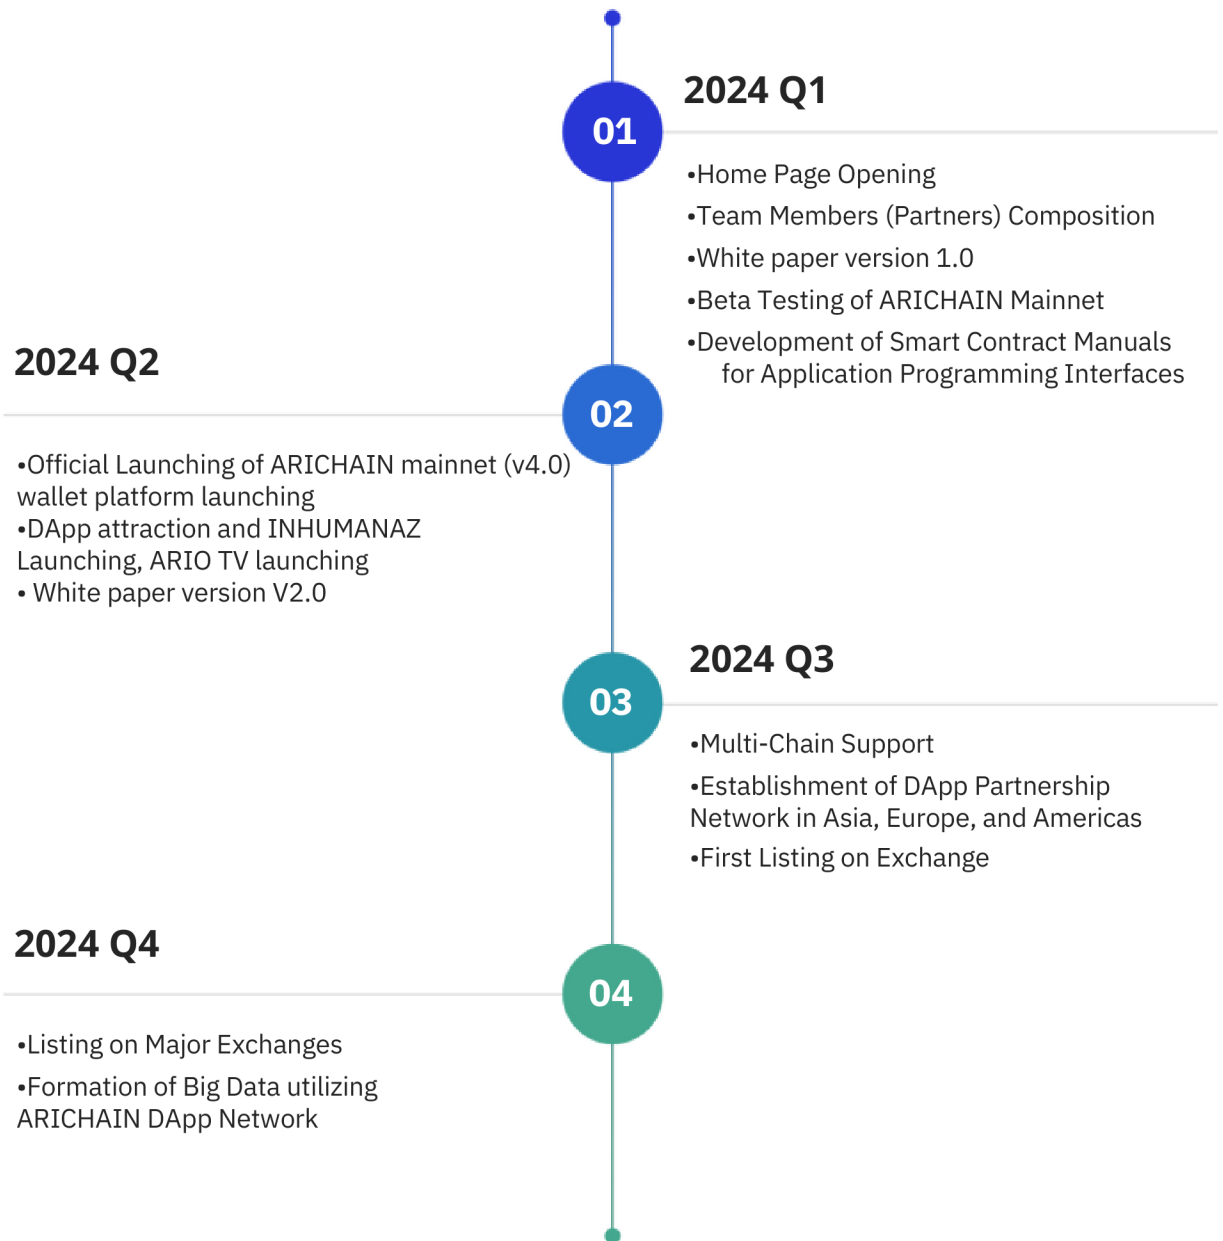 2024 Q1
01
•Home Page Opening
•Team Members (Partners) Composition
•White paper version 1.0
•Beta Testing of ARICHAIN Mainnet
•Development of Smart Contract Manuals
for Application Programming Interfaces
2024 Q2
02
•Official Launching of ARICHAIN mainnet (v4.0)
wallet platform launching
•DApp attraction and INHUMANAZ
Launching, ARIO TV launching
• White paper version V2.0
2024 Q3
03
•Multi-Chain Support
•Establishment of DApp Partnership
Network in Asia, Europe, and Americas
•First Listing on Exchange
2024 Q4
04
•Listing on Major Exchanges
•Formation of Big Data utilizing
ARICHAIN DApp Network